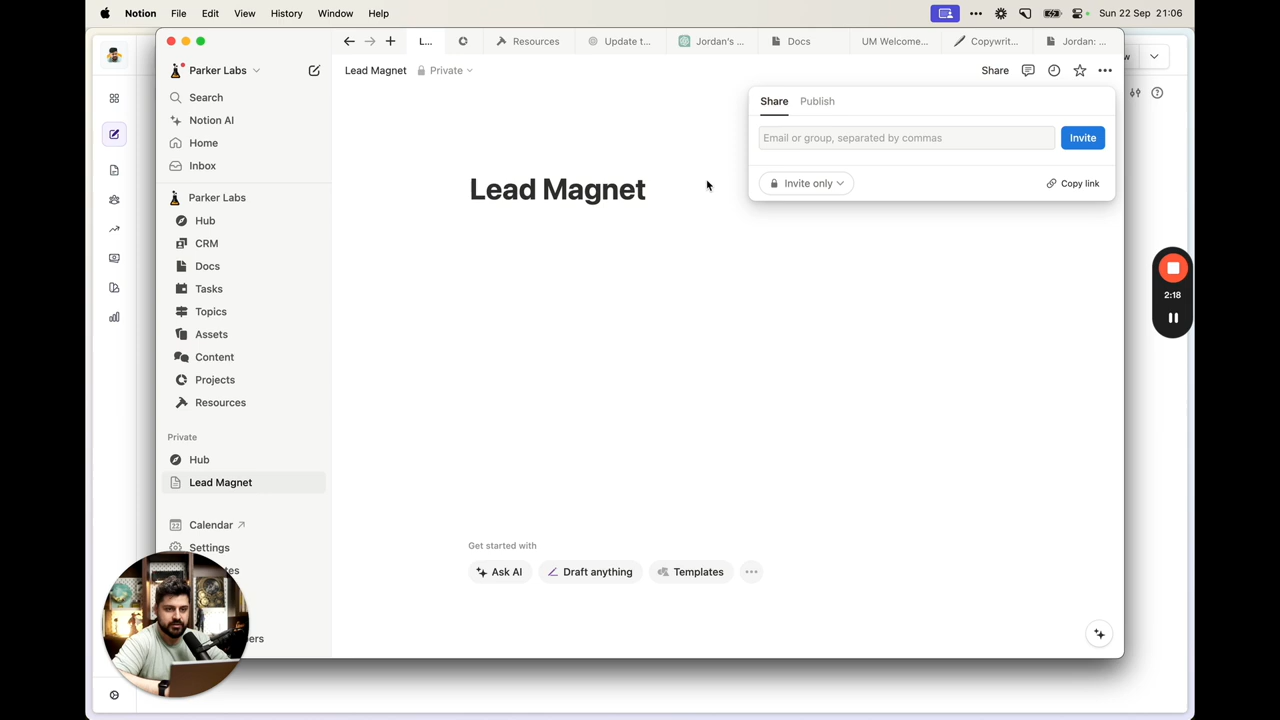 Notion File Edit View History Window Help Sun 22 Sep 21:06
L... Resources Update t... Jordan's ... Docs UM Welcome... Copywrit... Jordan: ...
Parker Labs
Lead Magnet Private Share
Search
Notion AI
Home
Inbox
Parker Labs
Hub
CRM
Docs
Tasks
Topics
Assets
Content
Projects
Resources
Private
Hub
Lead Magnet
Calendar
22
Settings
Share Publish
Email or group, separated by commas Invite
Invite only Copy link
Lead Magnet
Get started with
Ask AI Draft anything Templates
2:18